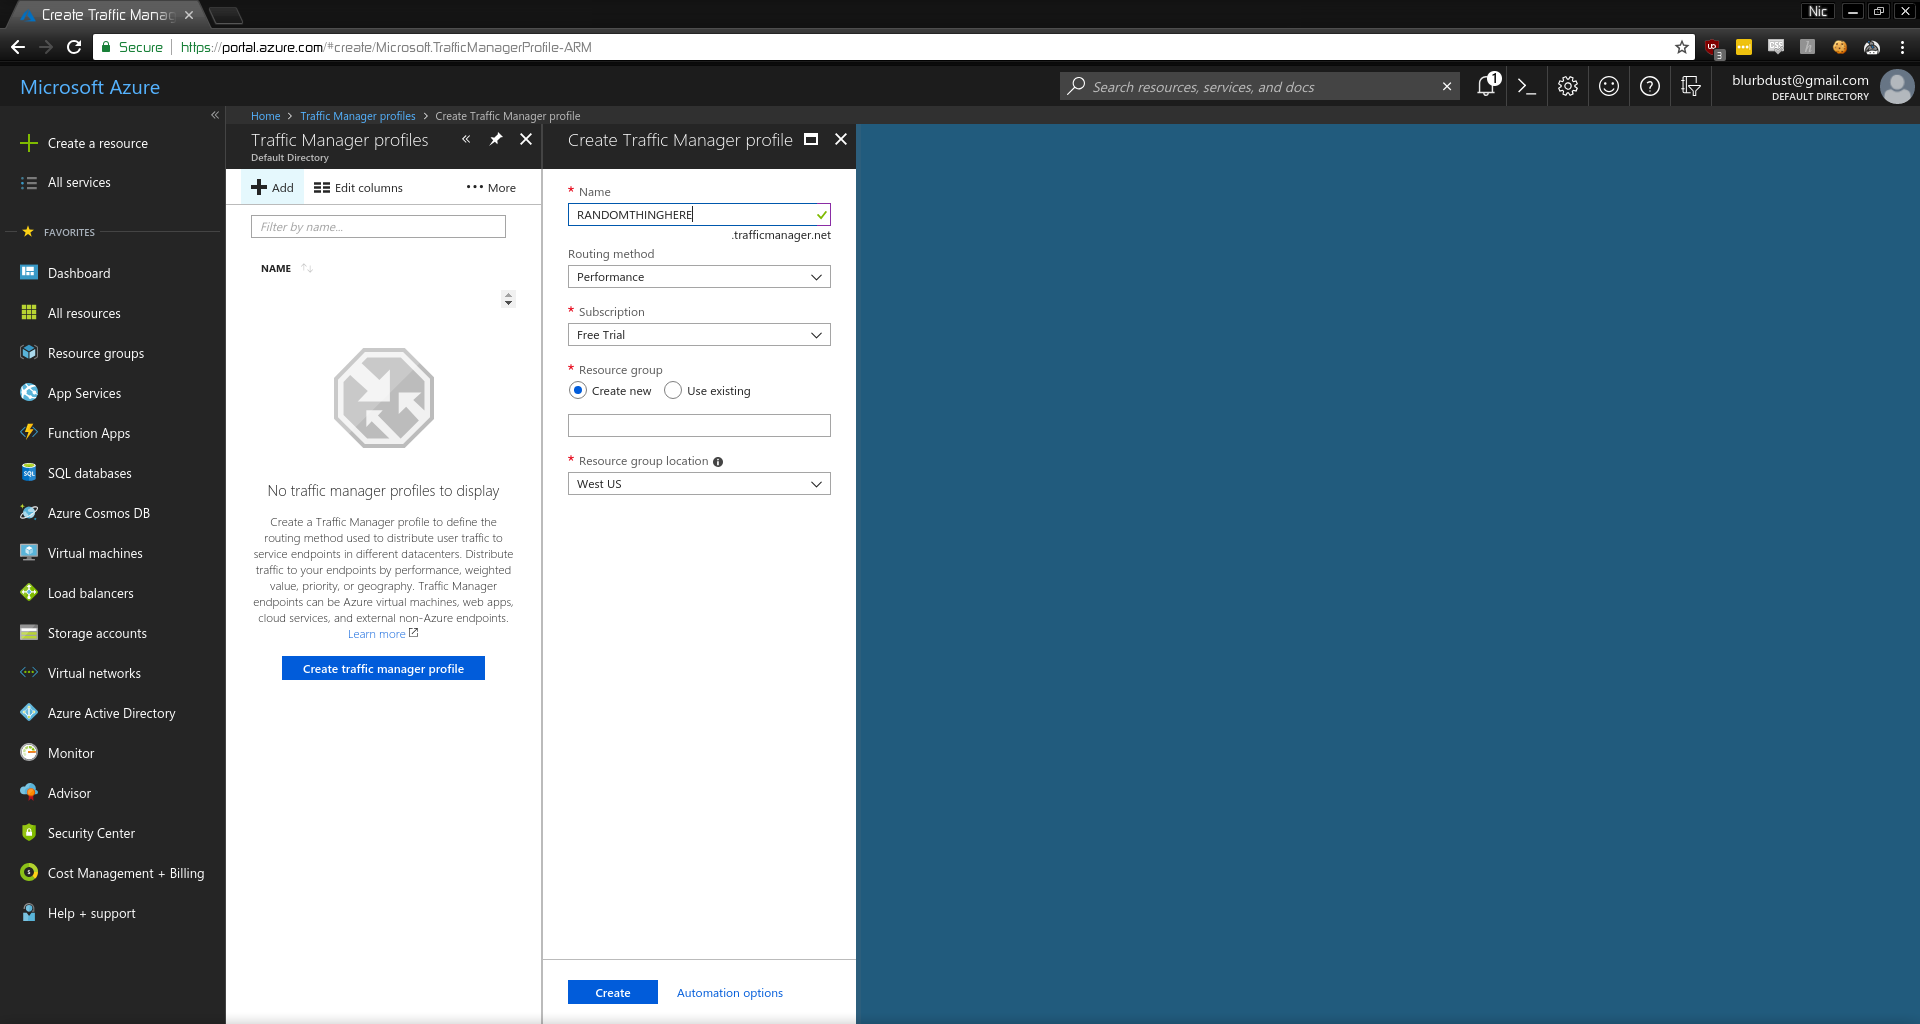 Create Traffic Manag
Nic
Secure
https://portal.azure.com/#create/Microsoft.TrafficManagerProfile-ARM
3
Microsoft Azure
Search resources, services, and docs
1
blurbdust@gmail.com
DEFAULT DIRECTORY
Home > Traffic Manager profiles > Create Traffic Manager profile
Create a resource
All services
FAVORITES
Dashboard
All resources
Resource groups
App Services
Function Apps
SQL databases
Azure Cosmos DB
Virtual machines
Load balancers
Storage accounts
Virtual networks
Azure Active Directory
Monitor
Advisor
Security Center
Cost Management + Billing
Help + support
Traffic Manager profiles
Default Directory
Add
Edit columns
More
Filter by name...
NAME
No traffic manager profiles to display
Create a Traffic Manager profile to define the
routing method used to distribute user traffic to
service endpoints in different datacenters. Distribute
traffic to your endpoints by performance, weighted
value, priority, or geography. Traffic Manager
endpoints can be Azure virtual machines, web apps,
cloud services, and external non-Azure endpoints.
Learn more
Create traffic manager profile
Create Traffic Manager profile
* Name
RANDOMTHINGHERE
.trafficmanager.net
Routing method
Performance
* Subscription
Free Trial
* Resource group
Create new
Use existing
* Resource group location
West US
Create
Automation options